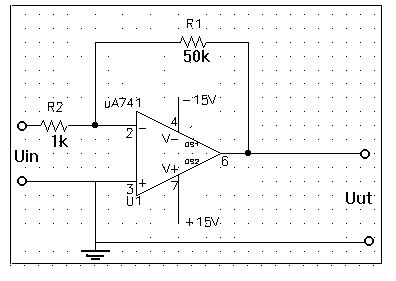 R1
50k
R2
1k
uA741
-15V
4
2
-
V-
OS1
Uin
OS2
6
V+
3
+
7
U1
Uut
+15V